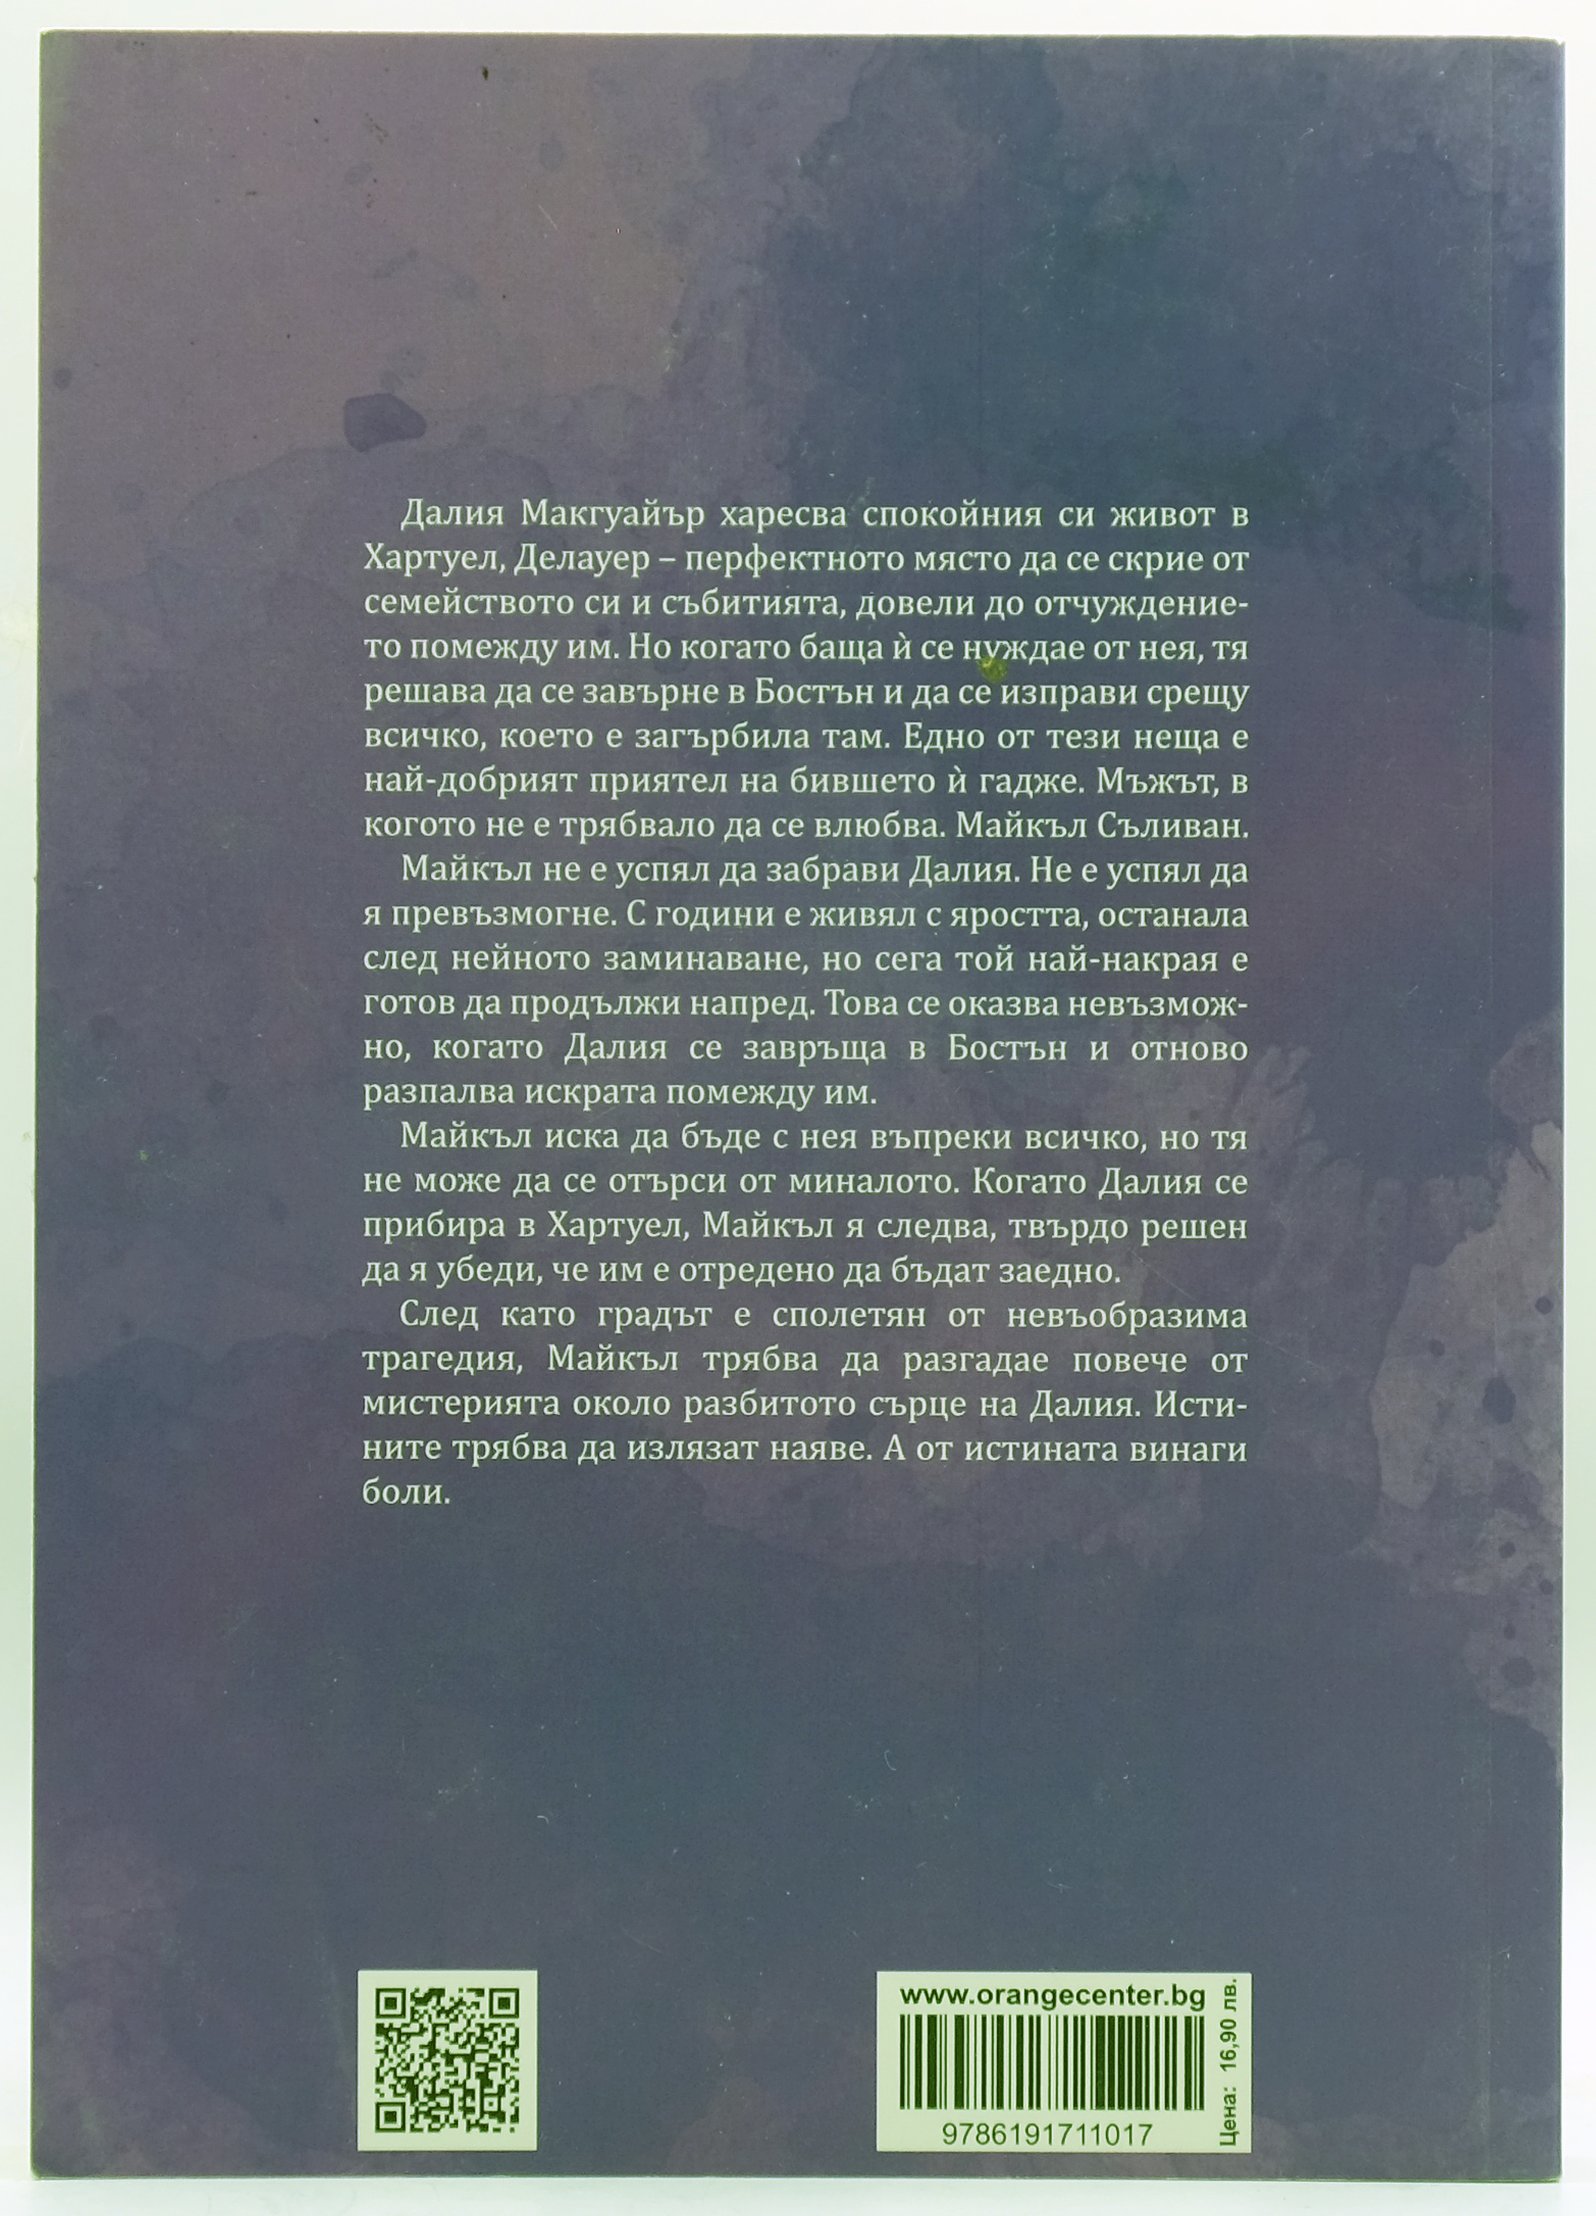 Далия Макгуайър харесва спокойния си живот в
Хартуел, Делауер – перфектното място да се скрие от
семейството си и събитията, довели до отчуждение-
то помежду им. Но когато баща ѝ се нуждае от нея, тя
решава да се завърне в Бостън и да се изправи срещу
всичко, което е загърбила там. Едно от тези неща е
най-добрият приятел на бившето ѝ гадже. Мъжът, в
когото не е трябвало да се влюбва. Майкъл Съливан.
Майкъл не е успял да забрави Далия. Не е успял да
я превъзмогне. С години е живял с яростта, останала
след нейното заминаване, но сега той най-накрая е
готов да продължи напред. Това се оказва невъзмож-
но, когато Далия се завръща в Бостън и отново
разпалва искрата помежду им.
Майкъл иска да бъде с нея въпреки всичко, но тя
не може да се отърси от миналото. Когато Далия се
прибира в Хартуел, Майкъл я следва, твърдо решен
да я убеди, че им е отредено да бъдат заедно.
След като градът е сполетян от невъобразима
трагедия, Майкъл трябва да разгадае повече от
мистерията около разбитото сърце на Далия. Исти-
ните трябва да излязат наяве. А от истината винаги
боли.
www.orangecenter.bg
9786191711017
Цена: 16,90 лв.